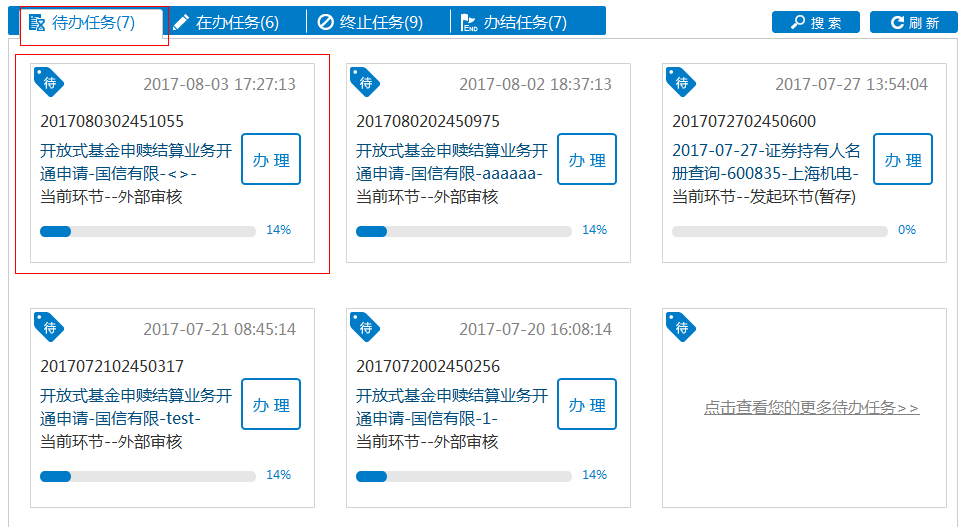 待办任务(7) 在办任务(6) 终止任务(9) END 办结任务(7) 搜 索 刷 新
待 2017-08-03 17:27:13
2017080302451055
开放式基金申赎结算业务开
通申请-国信有限-<>-
当前环节--外部审核
办 理
14%
待 2017-08-02 18:37:13
2017080202450975
开放式基金申赎结算业务开
通申请-国信有限-aaaaaa-
当前环节--外部审核
办 理
14%
待 2017-07-27 13:54:04
2017072702450600
2017-07-27-证券持有人名
册查询-600835-上海机电-
当前环节--发起环节(暂存)
办 理
0%
待 2017-07-21 08:45:14
2017072102450317
开放式基金申赎结算业务开
通申请-国信有限-test-
当前环节--外部审核
办 理
14%
待 2017-07-20 16:08:14
2017072002450256
开放式基金申赎结算业务开
通申请-国信有限-1-
当前环节--外部审核
办 理
14%
待
点击查看您的更多待办任务>>